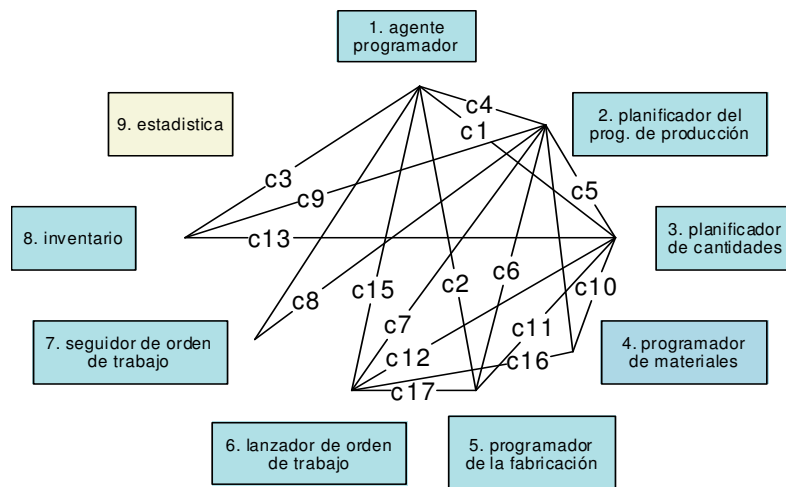 1. agente
programador
9. estadistica
2. planificador del
prog. de producción
c4
c1
c3
c9
c5
8. inventario
c13
3. planificador
de cantidades
c8
c15
c2
c6
c10
c7
c11
c12
c16
7. seguidor de orden
de trabajo
4. programador
de materiales
c17
6. lanzador de orden
de trabajo
5. programador
de la fabricación